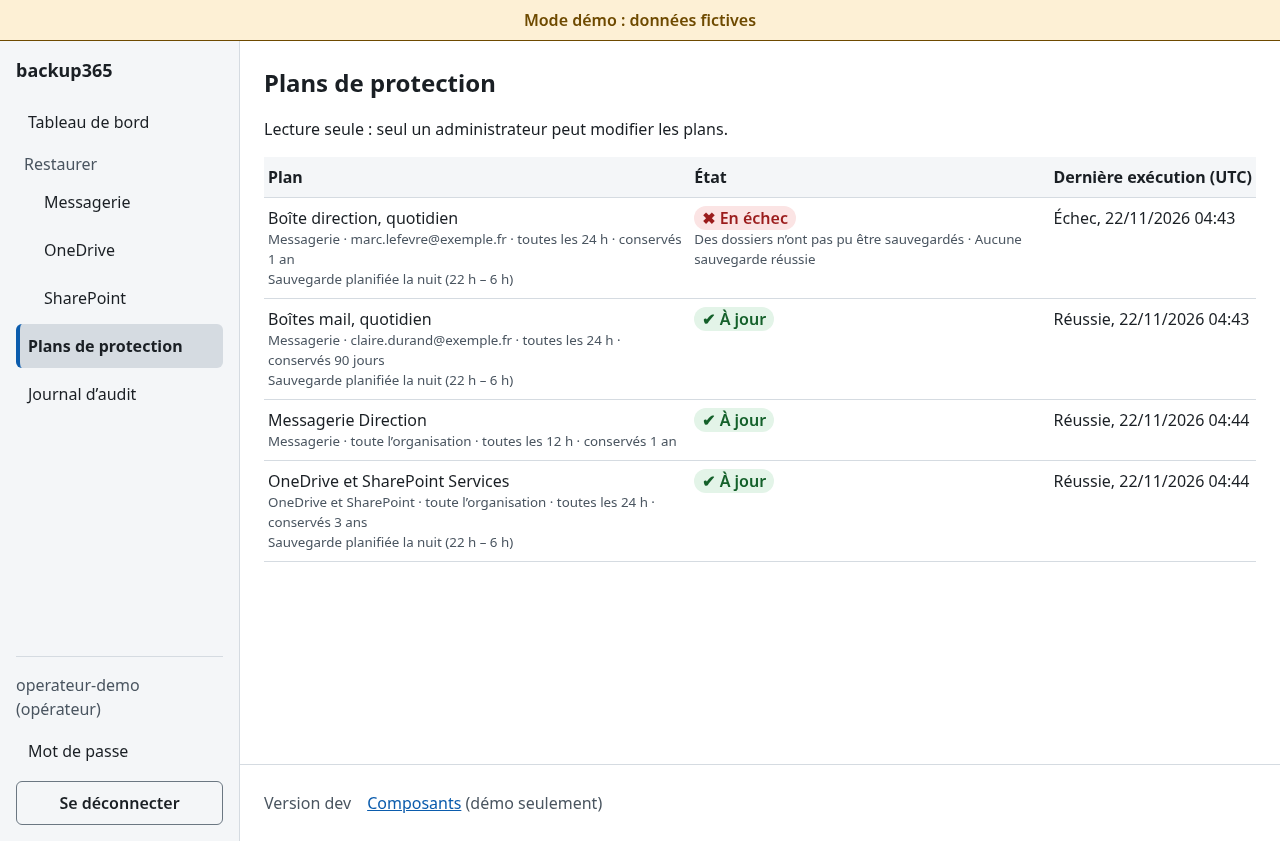 Mode démo : données fictives
backup365
Tableau de bord
Restaurer
Messagerie
OneDrive
SharePoint
Plans de protection
Journal d’audit
operateur-demo
(opérateur)
Mot de passe
Se déconnecter
Plans de protection
Lecture seule : seul un administrateur peut modifier les plans.
Plan État Dernière exécution (UTC)
Boîte direction, quotidien ✖ En échec Échec, 22/11/2026 04:43
Messagerie · marc.lefevre@exemple.fr · toutes les 24 h · conservés Des dossiers n’ont pas pu être sauvegardés · Aucune
1 an sauvegarde réussie
Sauvegarde planifiée la nuit (22 h – 6 h)
Boîtes mail, quotidien ✔ À jour Réussie, 22/11/2026 04:43
Messagerie · claire.durand@exemple.fr · toutes les 24 h ·
conservés 90 jours
Sauvegarde planifiée la nuit (22 h – 6 h)
Messagerie Direction ✔ À jour Réussie, 22/11/2026 04:44
Messagerie · toute l’organisation · toutes les 12 h · conservés 1 an
OneDrive et SharePoint Services ✔ À jour Réussie, 22/11/2026 04:44
OneDrive et SharePoint · toute l’organisation · toutes les 24 h ·
conservés 3 ans
Sauvegarde planifiée la nuit (22 h – 6 h)
Version dev Composants (démo seulement)